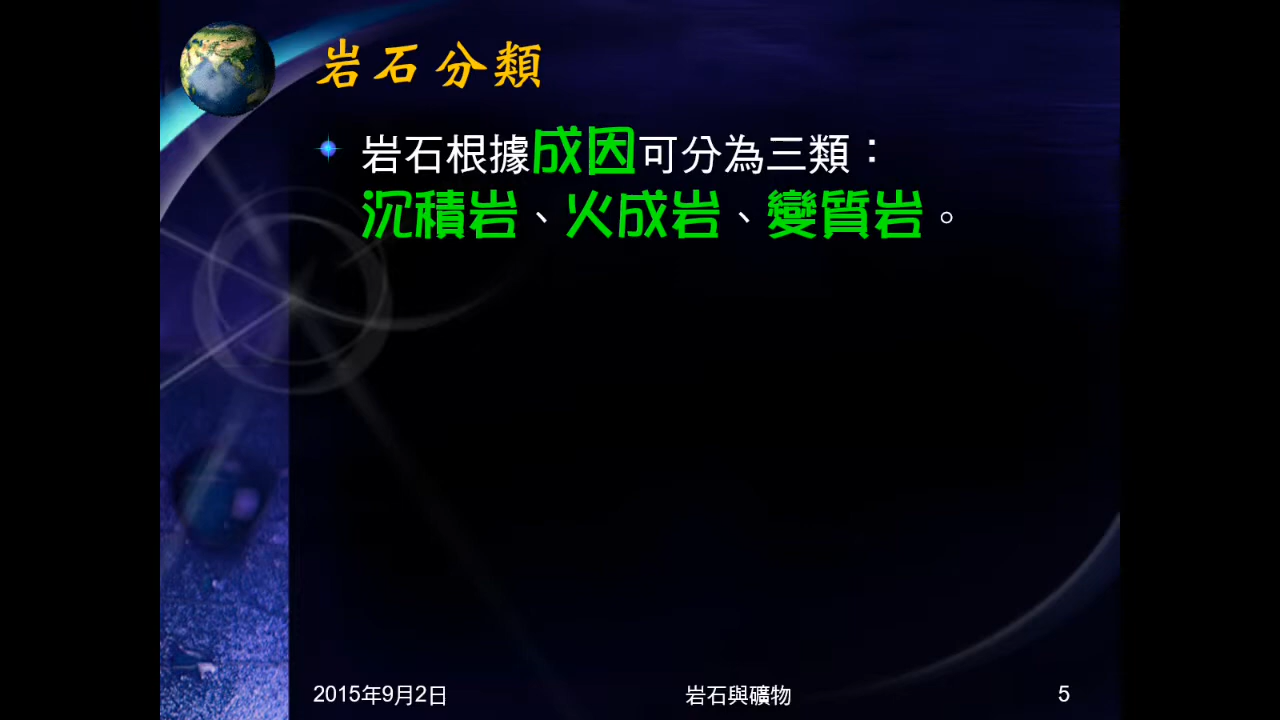 岩石分類
岩石根據成因可分為三類：
沉積岩、火成岩、變質岩。
2015年9月2日
岩石與礦物
5